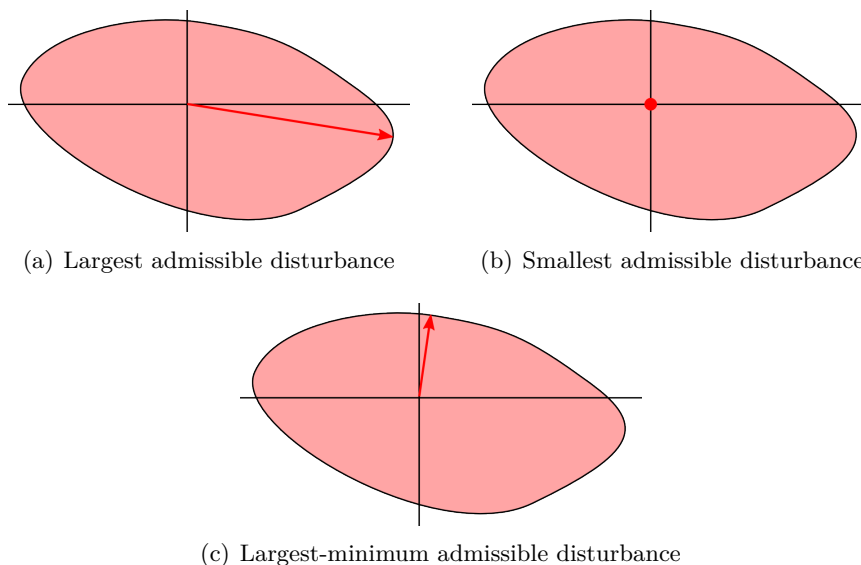 (a) Largest admissible disturbance
(b) Smallest admissible disturbance
(c) Largest-minimum admissible disturbance